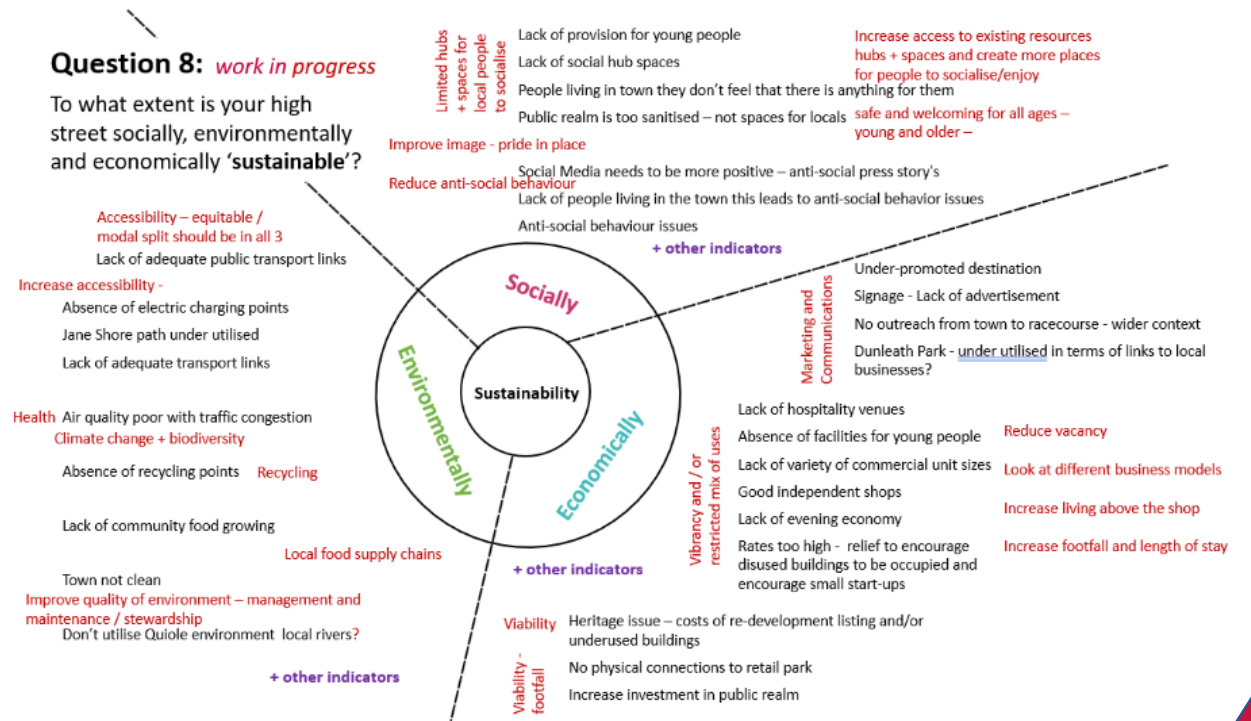 Question 8: work in progress
To what extent is your high
street socially, environmentally
and economically ‘sustainable’?
Limited hubs
+ spaces for
local people
to socialise
Lack of provision for young people
Lack of social hub spaces
People living in town they don’t feel that there is anything for them
Public realm is too sanitised – not spaces for locals
Increase access to existing resources
hubs + spaces and create more places
for people to socialise/enjoy
safe and welcoming for all ages –
young and older –
Improve image - pride in place
Reduce anti-social behaviour
Social Media needs to be more positive – anti-social press story’s
Lack of people living in the town this leads to anti-social behavior issues
Anti-social behaviour issues
+ other indicators
Accessibility – equitable /
modal split should be in all 3
Lack of adequate public transport links
Increase accessibility -
Absence of electric charging points
Jane Shore path under utilised
Lack of adequate transport links
Health Air quality poor with traffic congestion
Climate change + biodiversity
Absence of recycling points Recycling
Lack of community food growing
Local food supply chains
Town not clean
Improve quality of environment – management and
maintenance / stewardship
Don’t utilise Quiole environment local rivers?
+ other indicators
Socially
Environmentally
Economically
Sustainability
Marketing and
Communications
Under-promoted destination
Signage - Lack of advertisement
No outreach from town to racecourse - wider context
Dunleath Park - under utilised in terms of links to local
businesses?
Vibrancy and / or
restricted mix of uses
Lack of hospitality venues
Absence of facilities for young people
Lack of variety of commercial unit sizes
Good independent shops
Lack of evening economy
Rates too high - relief to encourage
disused buildings to be occupied and
encourage small start-ups
Reduce vacancy
Look at different business models
Increase living above the shop
Increase footfall and length of stay
+ other indicators
Viability
Heritage issue – costs of re-development listing and/or
underused buildings
Viability -
footfall
No physical connections to retail park
Increase investment in public realm